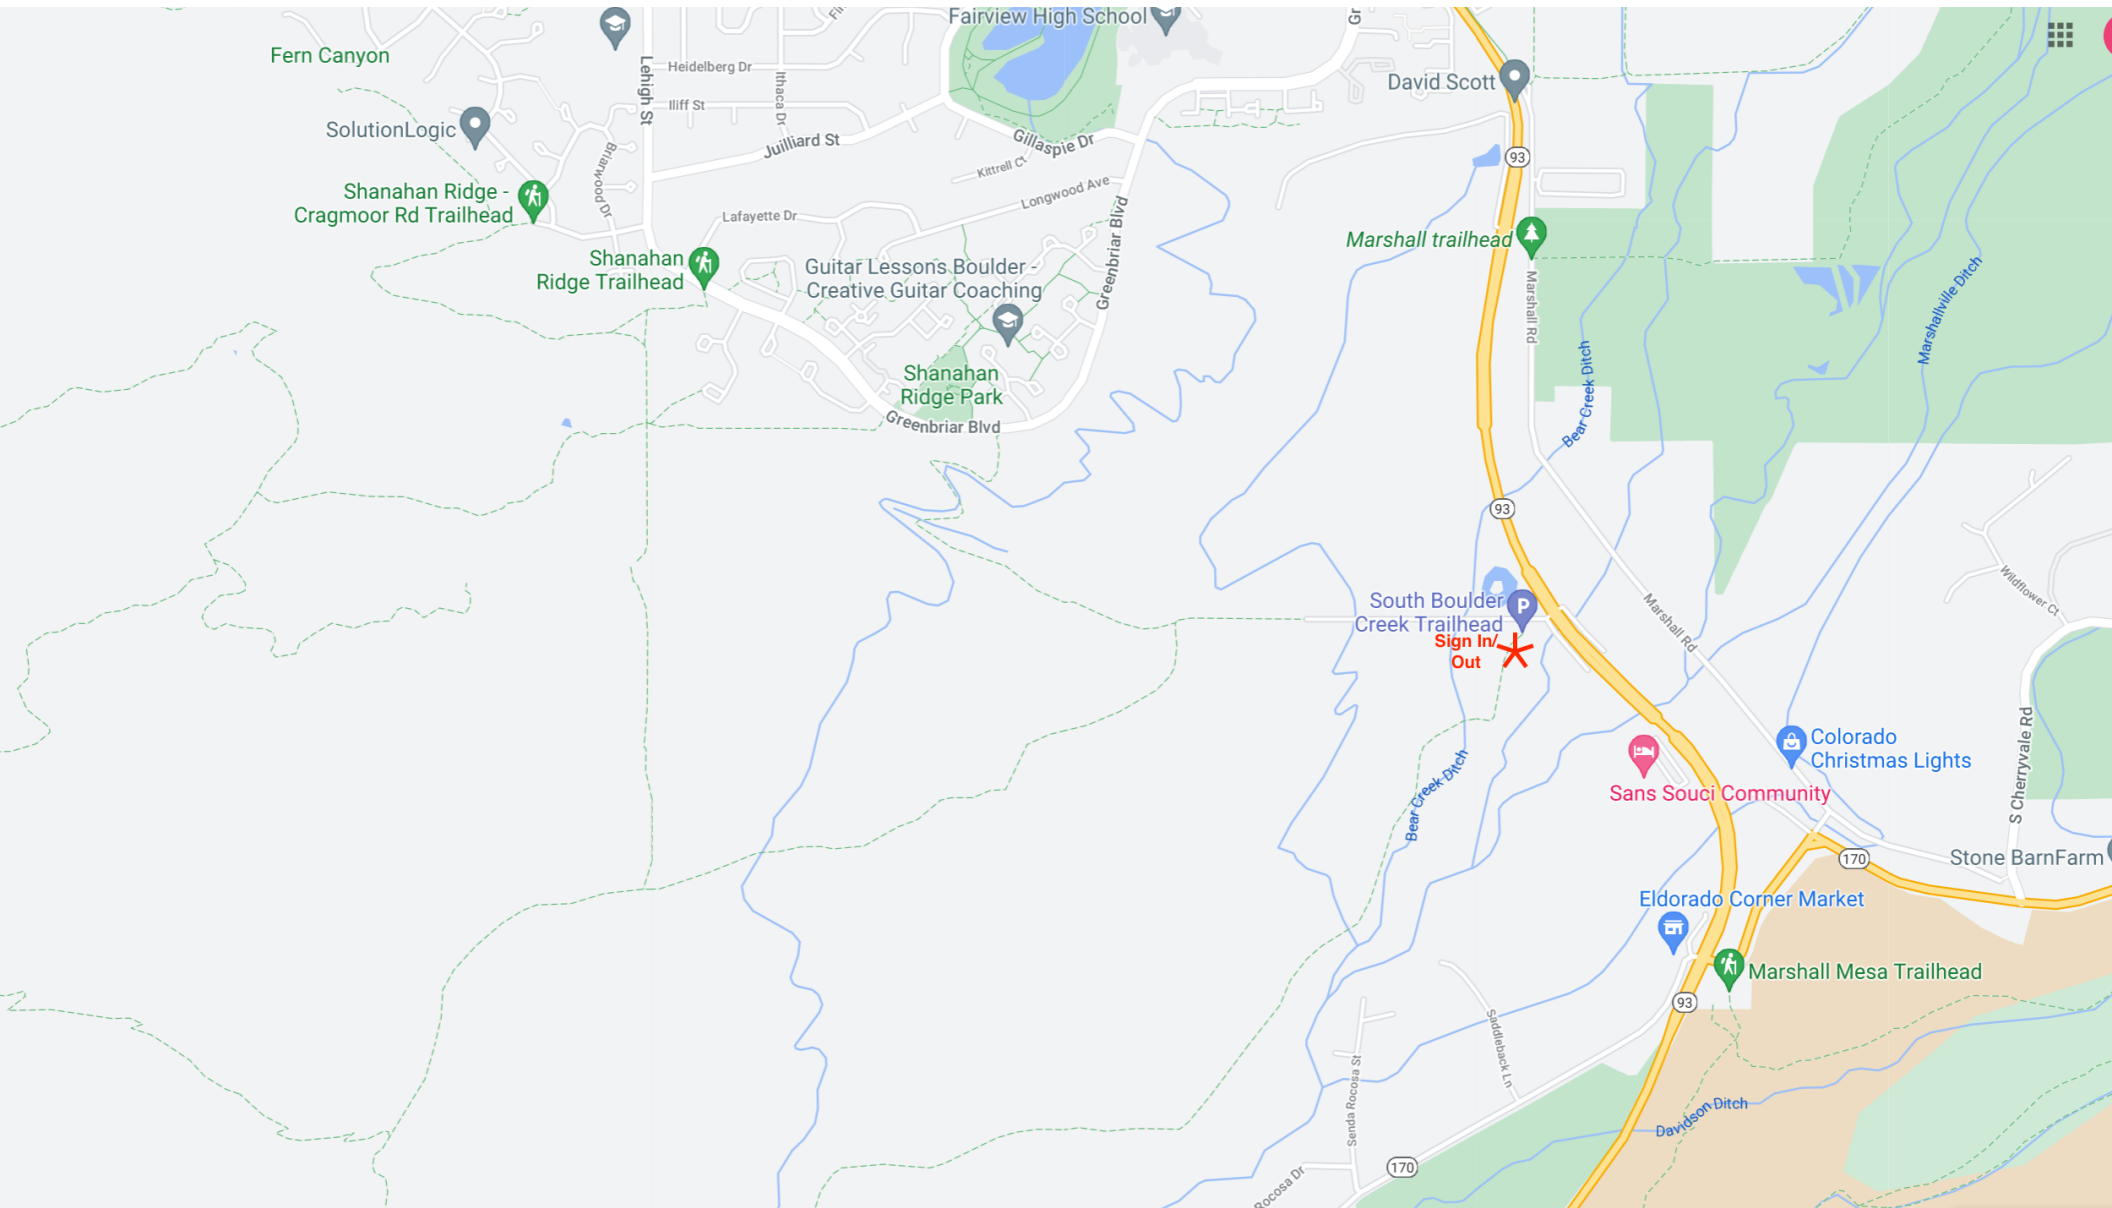 Fairview High School
Gr
Fern Canyon
Lehigh St
Heidelberg Dr
Ithaca Dr
Iliff St
David Scott
SolutionLogic
Juilliard St
Gillaspie Dr
Kittrell Ct
Briarwood Dr
93
Shanahan Ridge -
Cragmoor Rd Trailhead
Longwood Ave
Lafayette Dr
Greenbriar Blvd
Marshall trailhead
Shanahan
Ridge Trailhead
Guitar Lessons Boulder -
Creative Guitar Coaching
Marshall Rd
Marshallville Ditch
Bear Creek Ditch
Shanahan
Ridge Park
Greenbriar Blvd
93
South Boulder
Creek Trailhead
P
Sign In/
Out
Marshall Rd
Wildflower Ct
Colorado
Christmas Lights
S Cherryvale Rd
Bear Creek Ditch
Sans Souci Community
170
Stone BarnFarm
Eldorado Corner Market
Marshall Mesa Trailhead
93
Saddleback Ln
Senda Rocosa St
Davidson Ditch
170
Rocosa Dr